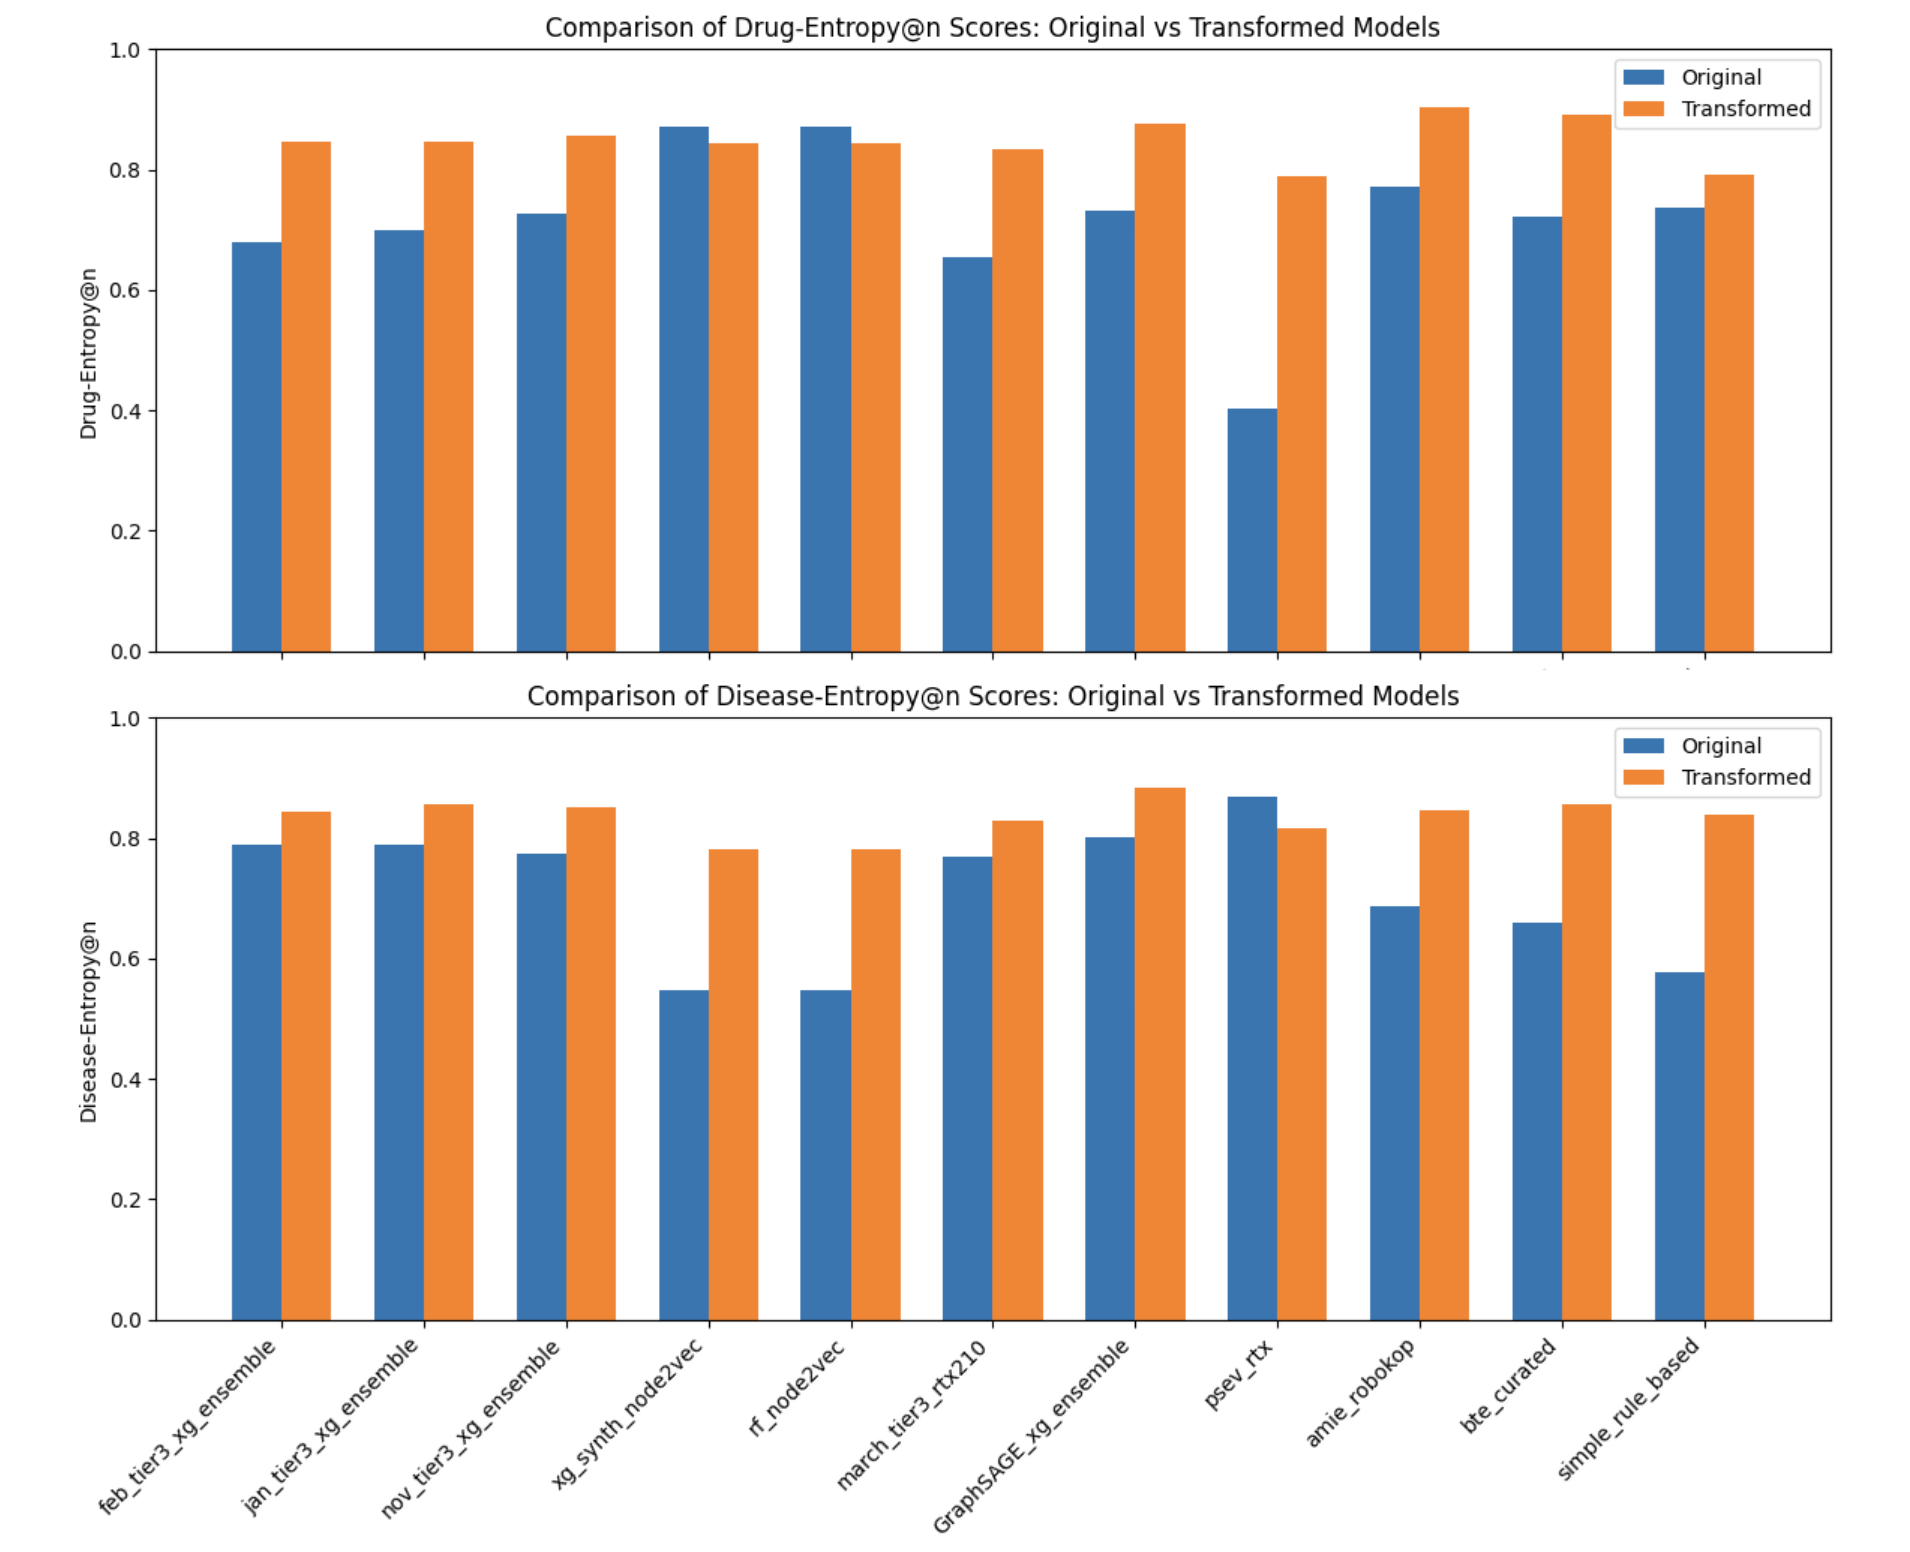 Comparison of Drug-Entropy@n Scores: Original vs Transformed Models
1.0
0.8
0.6
0.4
0.2
0.0
Drug-Entropy@n
Original
Transformed
Comparison of Disease-Entropy@n Scores: Original vs Transformed Models
1.0
0.8
0.6
0.4
0.2
0.0
Disease-Entropy@n
Original
Transformed
feb_tier3_xg_ensemble
jan_tier3_xg_ensemble
nov_tier3_xg_ensemble
xg_synth_node2vec
rf_node2vec
march_tier3_rtx210
GraphSAGE_xg_ensemble
psev_rtx
amie_robokop
bte_curated
simple_rule_based